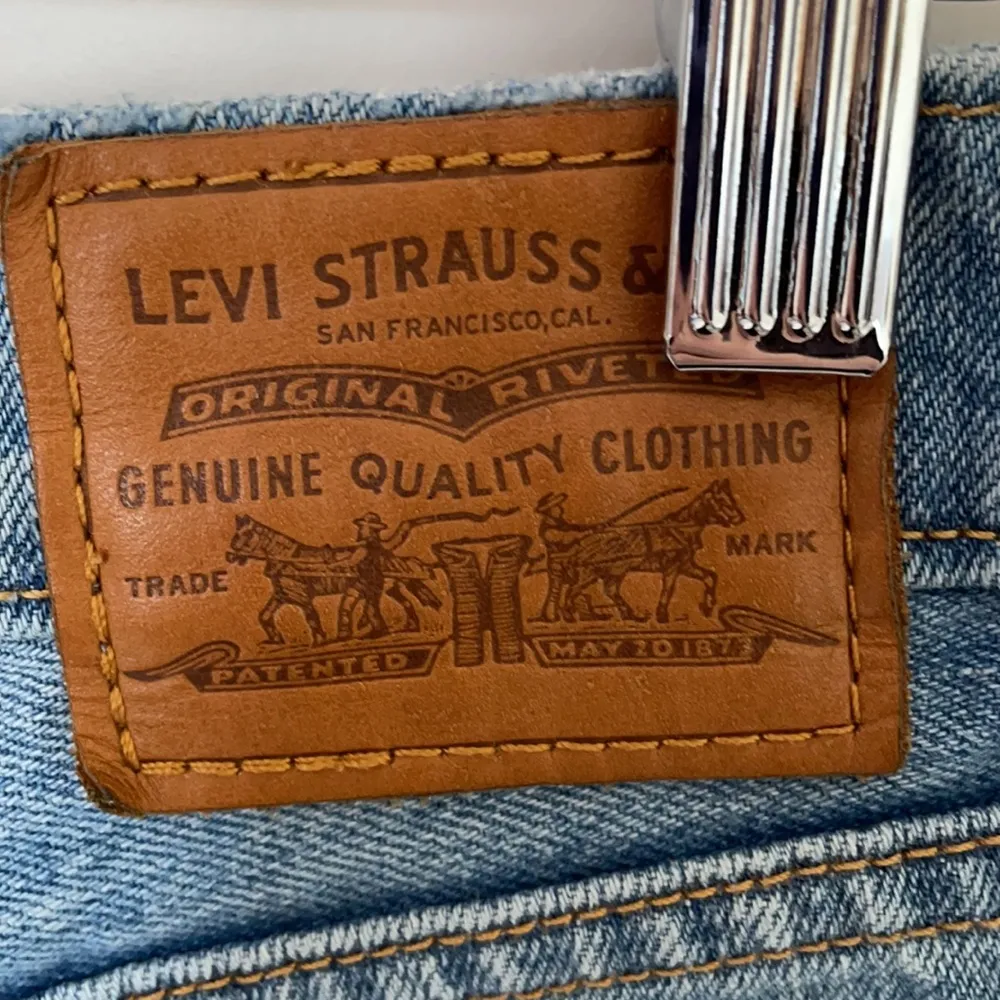 LEVI STRAUSS &
SAN FRANCISCO, CAL.
ORIGINAL RIVETED
GENUINE QUALITY CLOTHING
TRADE MARK
PATENTED MAY 20 1873